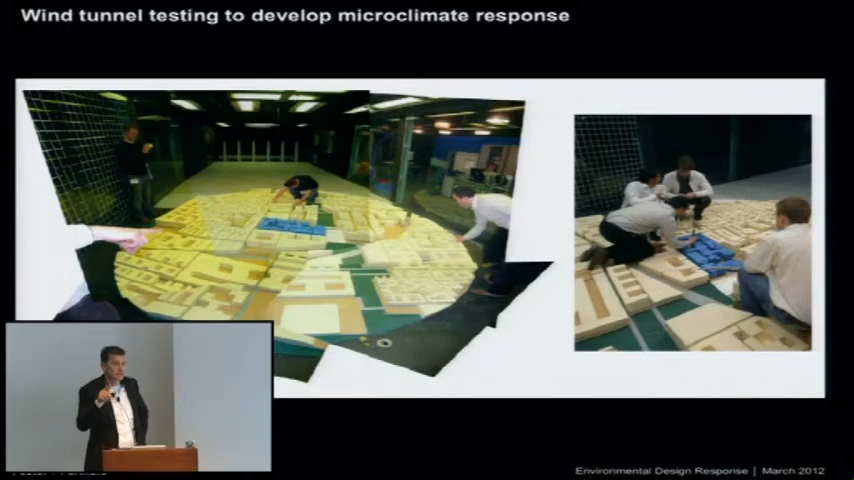 Wind tunnel testing to develop microclimate response
Environmental Design Response | March 2012